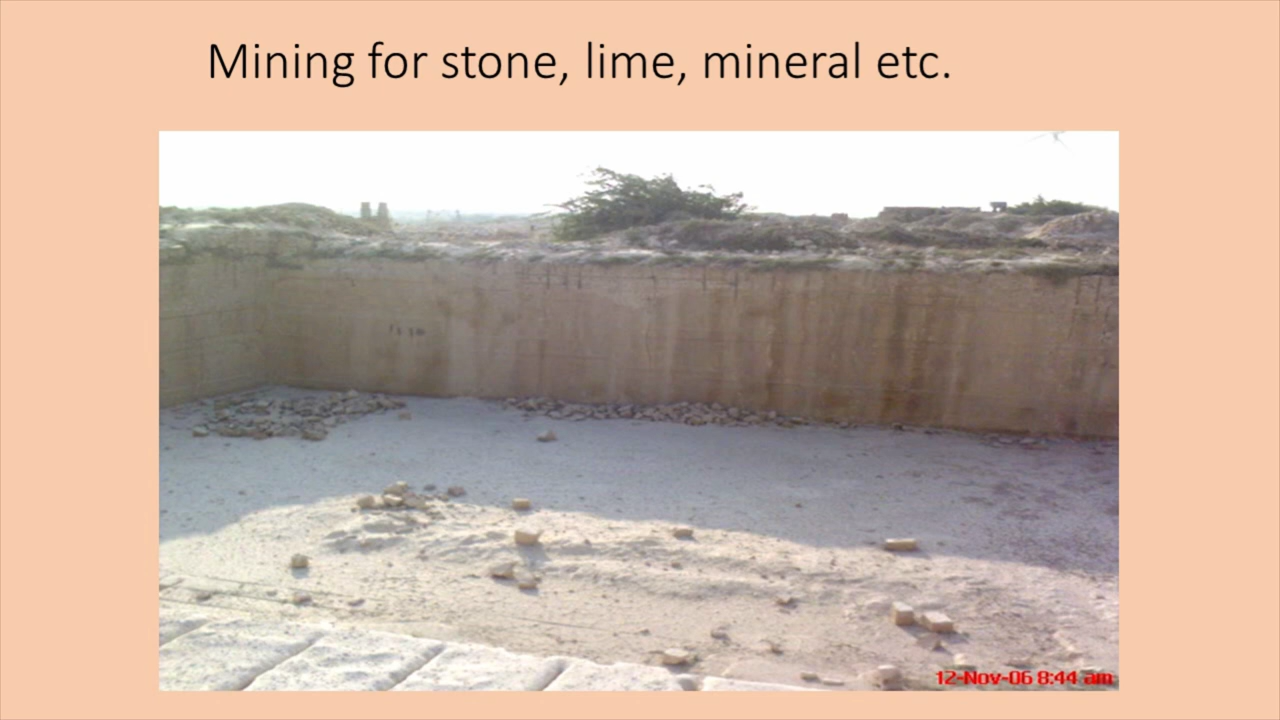 Mining for stone, lime, mineral etc.
12-Nov-06 8:44 am